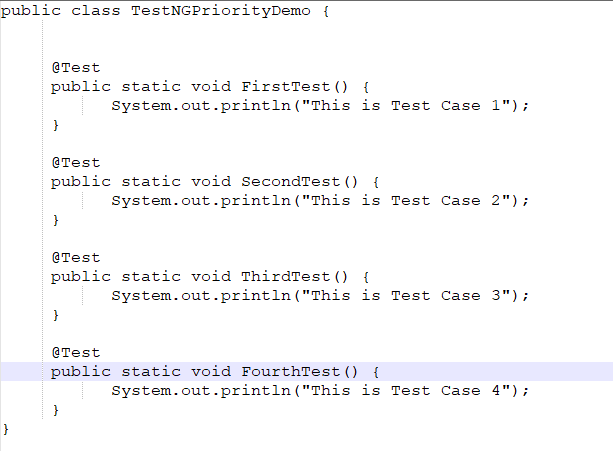 public class TestNGPriorityDemo {
@Test
public static void FirstTest() {
System.out.println("This is Test Case 1");
}
@Test
public static void SecondTest() {
System.out.println("This is Test Case 2");
}
@Test
public static void ThirdTest() {
System.out.println("This is Test Case 3");
}
@Test
public static void FourthTest() {
System.out.println("This is Test Case 4");
}
}